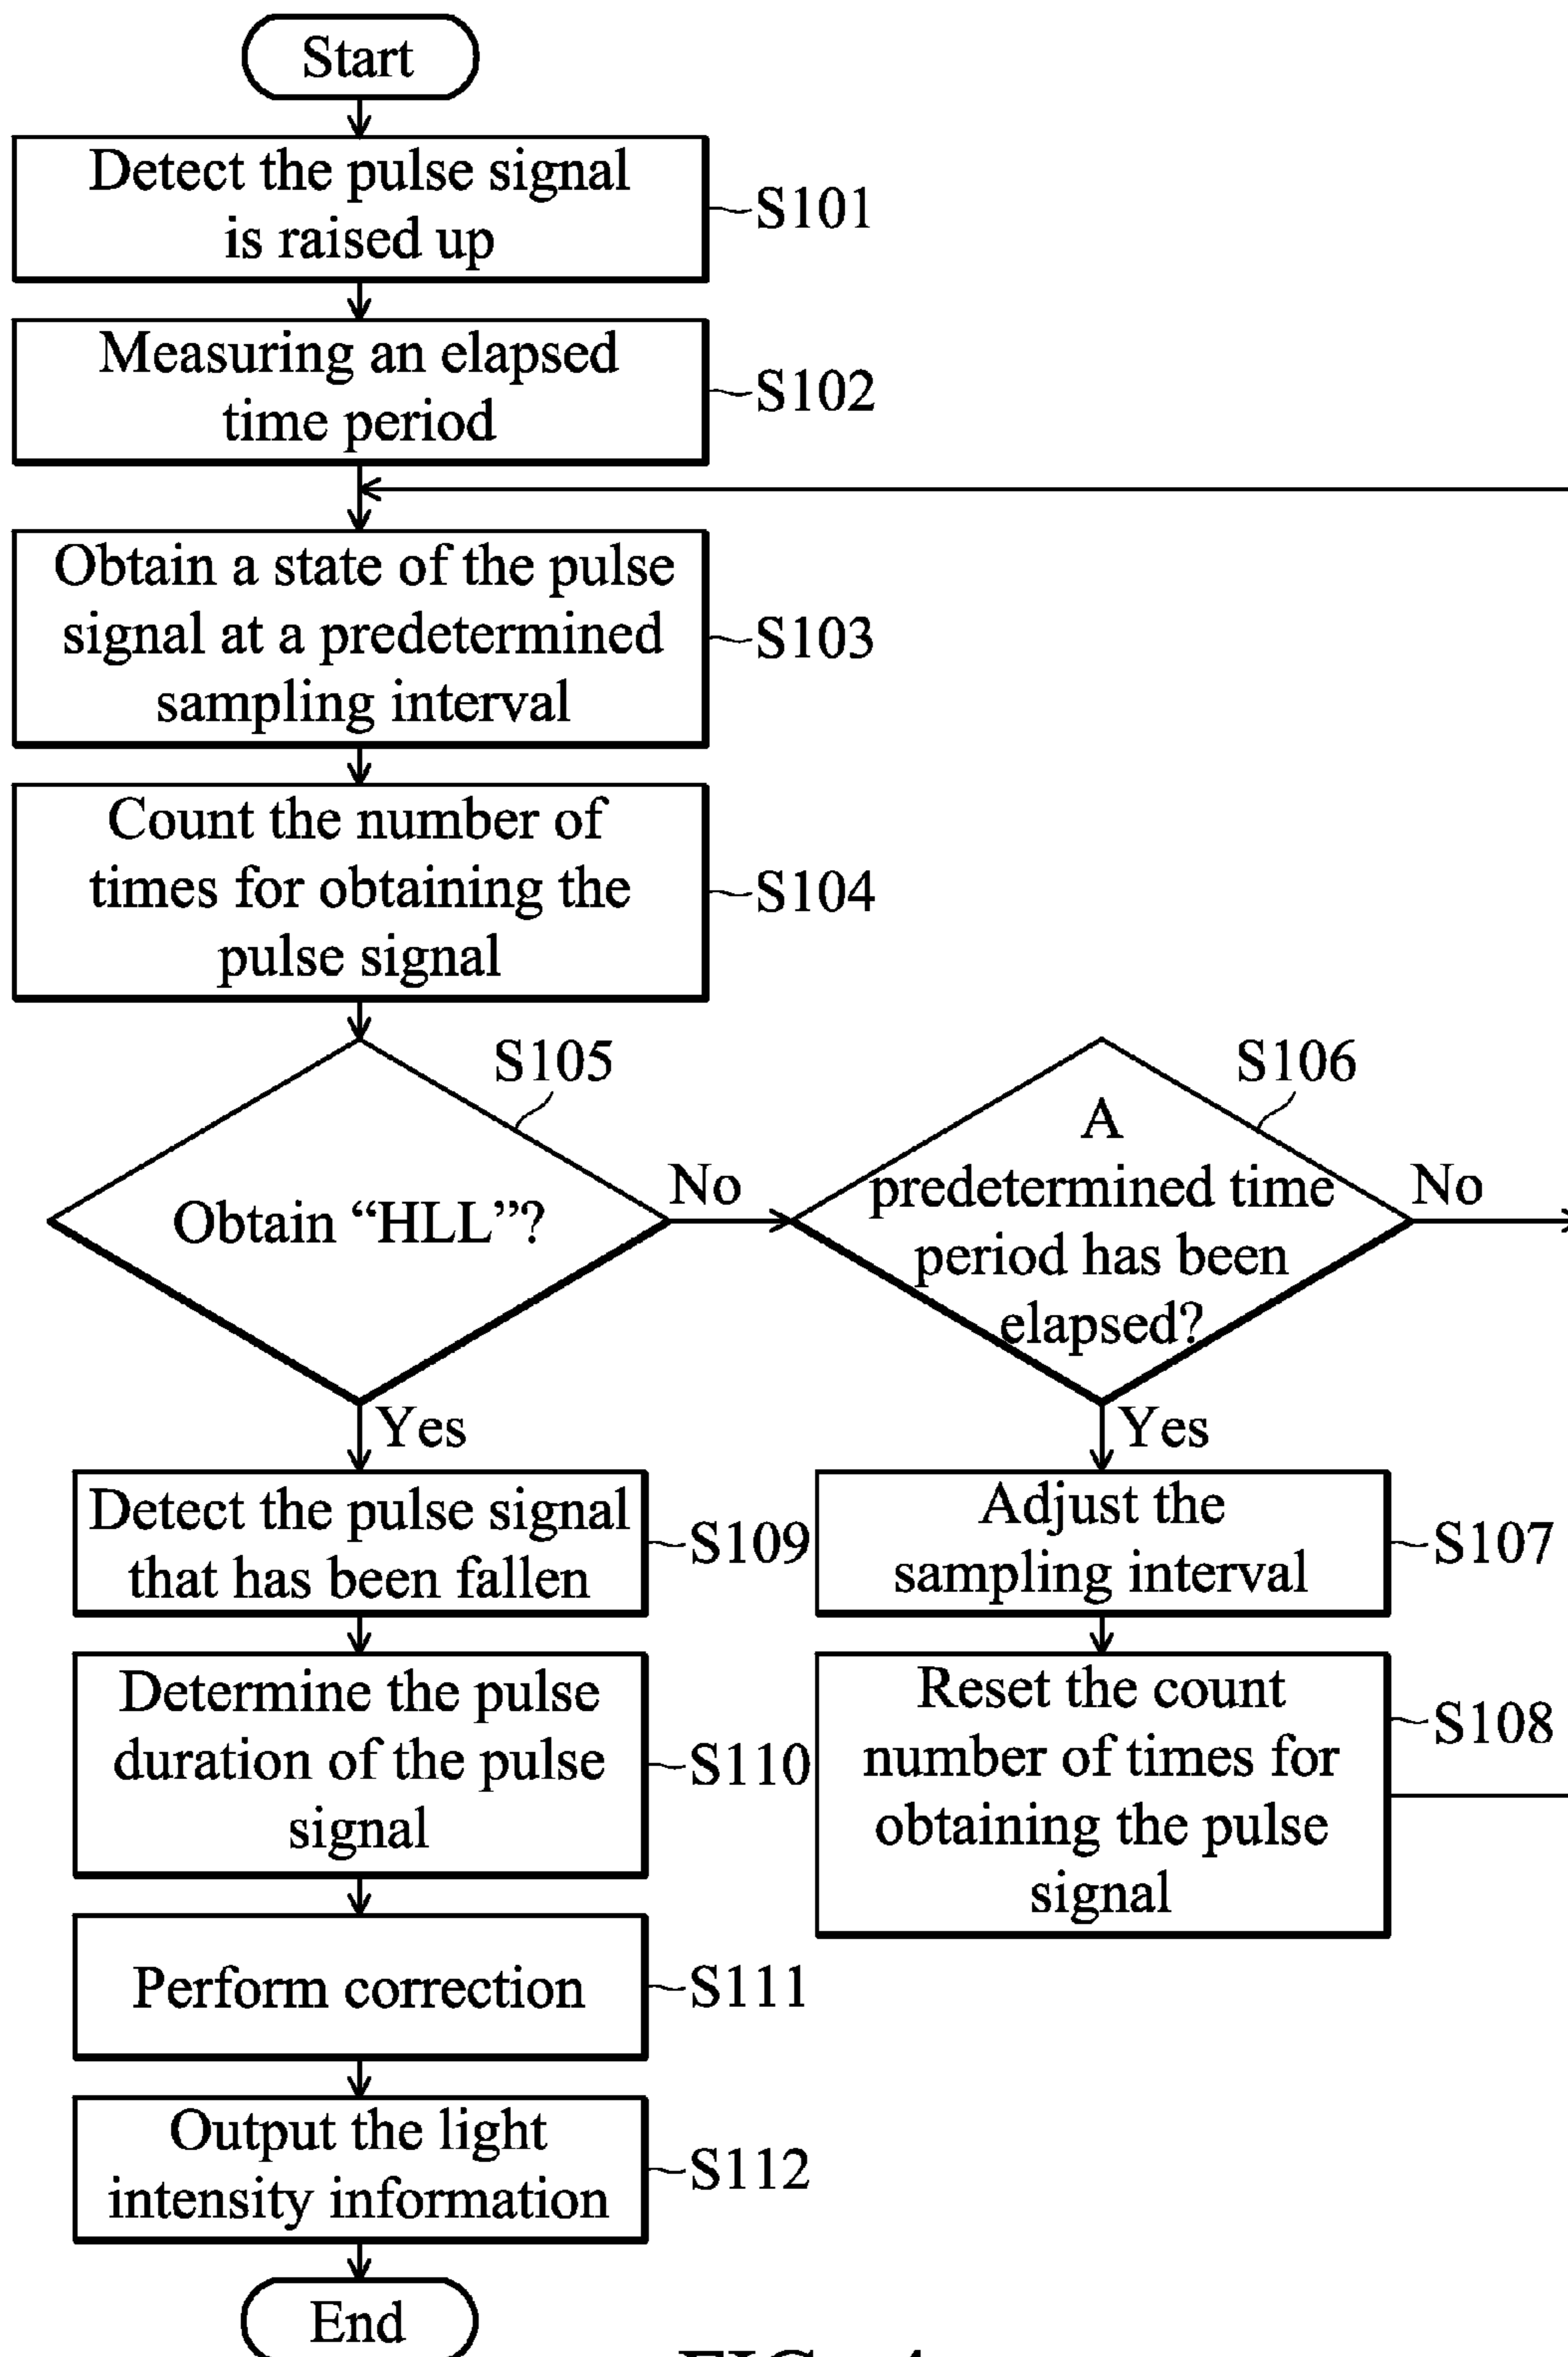 Start
Detect the pulse signal
is raised up
S101
Measuring an elapsed
time period
S102
Obtain a state of the pulse
signal at a predetermined
sampling interval
S103
Count the number of
times for obtaining the
pulse signal
S104
S105
Obtain “HLL”?
No
Yes
S106
A
predetermined time
period has been
elapsed?
No
Yes
Detect the pulse signal
that has been fallen
S109
Adjust the
sampling interval
S107
Determine the pulse
duration of the pulse
signal
S110
Reset the count
number of times for
obtaining the pulse
signal
S108
Perform correction
S111
Output the light
intensity information
S112
End